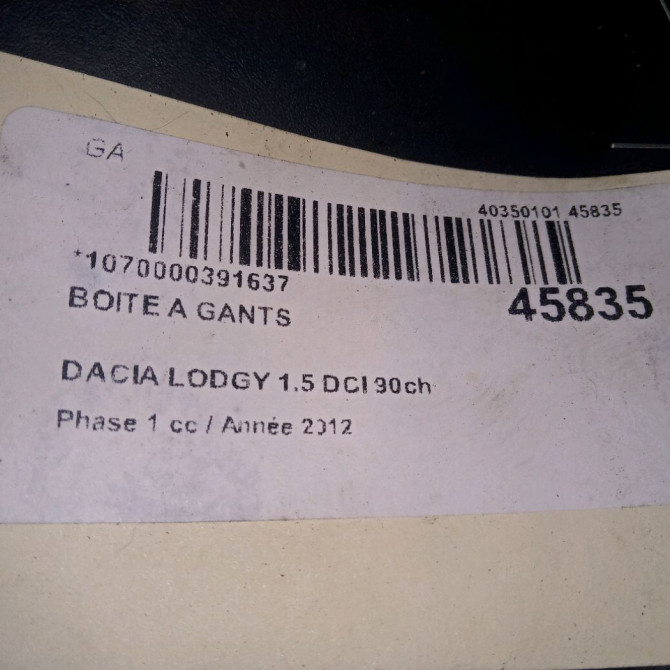 GA
40350101 45835
*1070000391637
45835
BOITE A GANTS
DACIA LODGY 1.5 DCI 90ch
Phase 1 cc / Année 2012